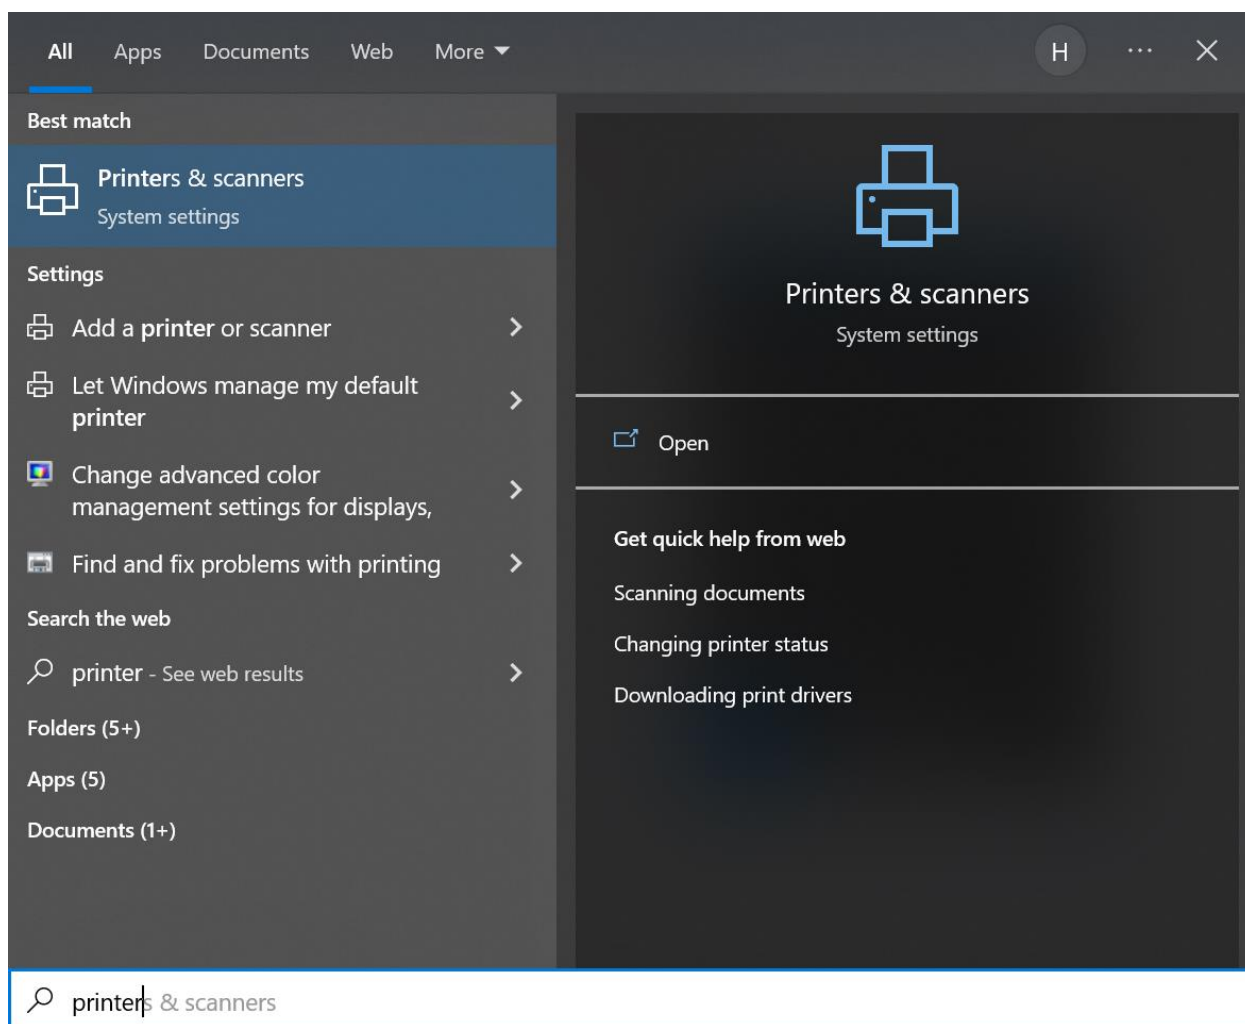 All Apps Documents Web More H ...
Best match
Printers & scanners
System settings
Settings
Add a printer or scanner
Let Windows manage my default
printer
Change advanced color
management settings for displays,
Find and fix problems with printing
Search the web
printer - See web results
Folders (5+)
Apps (5)
Documents (1+)
Printers & scanners
System settings
Open
Get quick help from web
Scanning documents
Changing printer status
Downloading print drivers
printers & scanners